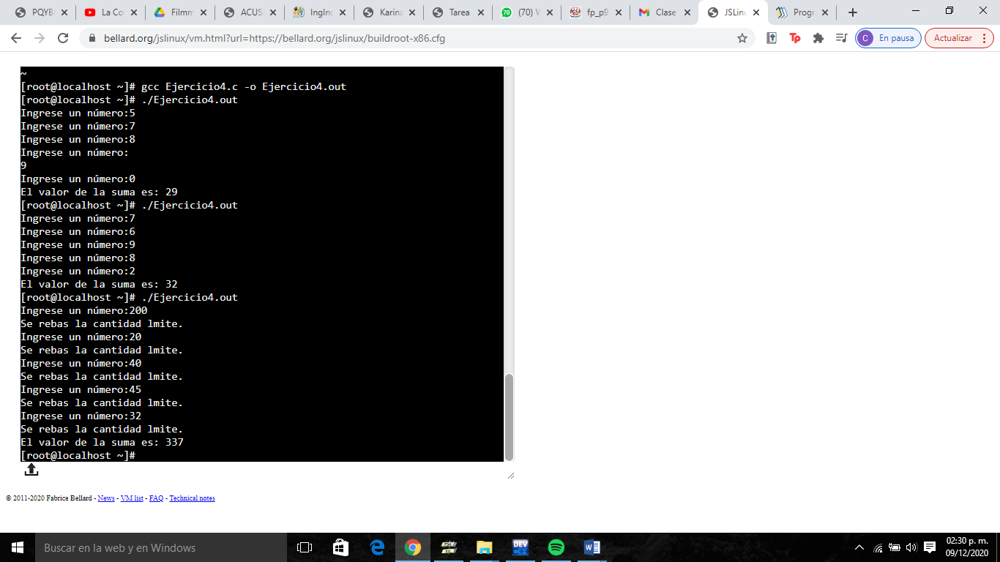 PQYB
La Co
Filmm
ACUS
IngInd
Karina
Tarea
(70) W
fp_p9
Clase
JSLinu
Progr
bellard.org/jslinux/vm.html?url=https://bellard.org/jslinux/buildroot-x86.cfg
Tp
C En pausa
Actualizar
~
[root@localhost ~]# gcc Ejercicio4.c -o Ejercicio4.out
[root@localhost ~]# ./Ejercicio4.out
Ingrese un número:5
Ingrese un número:7
Ingrese un número:8
Ingrese un número:
9
Ingrese un número:0
El valor de la suma es: 29
[root@localhost ~]# ./Ejercicio4.out
Ingrese un número:7
Ingrese un número:6
Ingrese un número:9
Ingrese un número:8
Ingrese un número:2
El valor de la suma es: 32
[root@localhost ~]# ./Ejercicio4.out
Ingrese un número:200
Se rebas la cantidad lmite.
Ingrese un número:20
Se rebas la cantidad lmite.
Ingrese un número:40
Se rebas la cantidad lmite.
Ingrese un número:45
Se rebas la cantidad lmite.
Ingrese un número:32
Se rebas la cantidad lmite.
El valor de la suma es: 337
[root@localhost ~]#
© 2011-2020 Fabrice Bellard - News - VM list - FAQ - Technical notes
Buscar en la web y en Windows
DEV
02:30 p. m.
09/12/2020